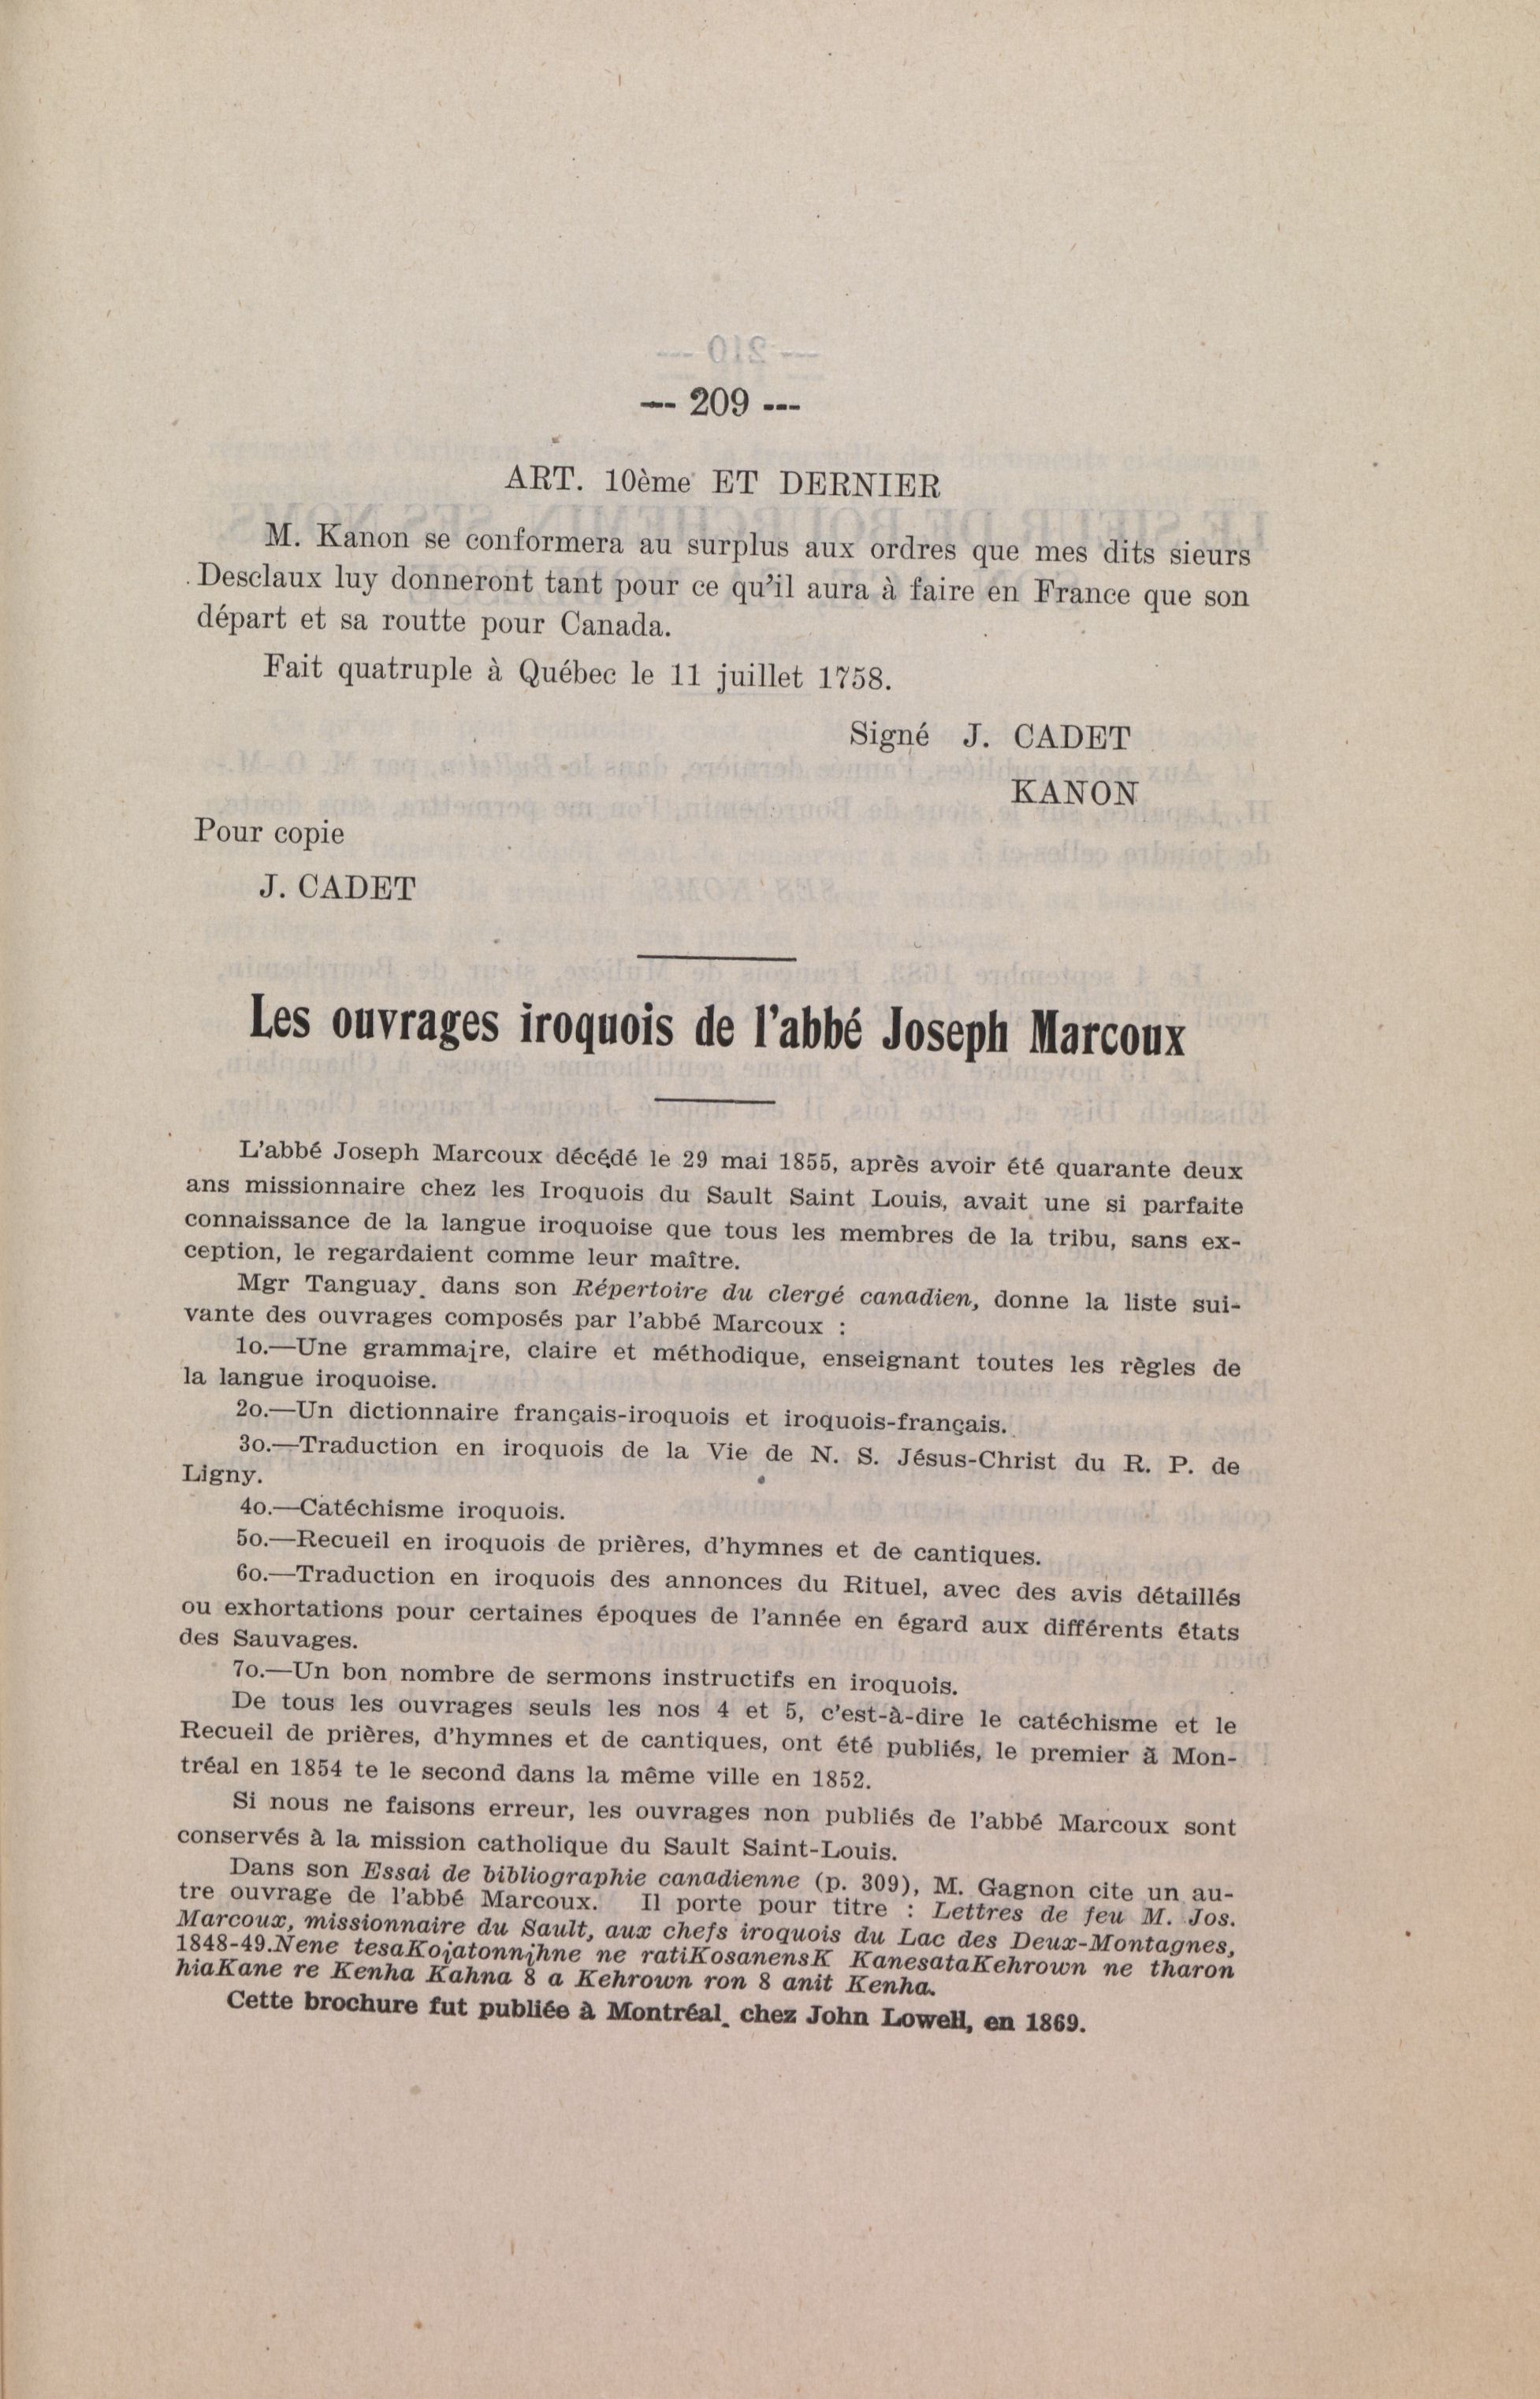 — 209 —
ART. 10ème ET DERNIER
M. Kanon se conformera au surplus aux ordres que mes dits sieurs
Desclaux luy donneront tant pour ce qu'il aura à faire en France que son
départ et sa routte pour Canada.
Fait quatruple à Québec le 11 juillet 1758.
Signé J. CADET
KANON
Pour copie
J. CADET
Les ouvrages iroquois de l'abbé Joseph Marcoux
L'abbé Joseph Marcoux décédé le 29 mai 1855, après avoir été quarante deux
ans missionnaire chez les Iroquois du Sault Saint Louis, avait une si parfaite
connaissance de la langue iroquoise que tous les membres de la tribu, sans ex-
ception, le regardaient comme leur maître.
Mgr Tanguay. dans son Répertoire du clergé canadien, donne la liste sui-
vante des ouvrages composés par l'abbé Marcoux :
1o.—Une grammaire, claire et méthodique, enseignant toutes les règles de
la langue iroquoise.
2o.—Un dictionnaire français-iroquois et iroquois-français.
3o.—Traduction en iroquois de la Vie de N. S. Jésus-Christ du R. P. de
Ligny.
4o.—Catéchisme iroquois.
5o.—Recueil en iroquois de prières, d'hymnes et de cantiques.
6o.—Traduction en iroquois des annonces du Rituel, avec des avis détaillés
ou exhortations pour certaines époques de l'année en égard aux différents états
des Sauvages.
7o.—Un bon nombre de sermons instructifs en iroquois.
De tous les ouvrages seuls les nos 4 et 5, c'est-à-dire le catéchisme et le
Recueil de prières, d'hymnes et de cantiques, ont été publiés, le premier à Mon-
tréal en 1854 te le second dans la même ville en 1852.
Si nous ne faisons erreur, les ouvrages non publiés de l'abbé Marcoux sont
conservés à la mission catholique du Sault Saint-Louis.
Dans son Essai de bibliographie canadienne (p. 309), M. Gagnon cite un au-
tre ouvrage de l'abbé Marcoux. Il porte pour titre : Lettres de feu M. Jos.
Marcoux, missionnaire du Sault, aux chefs iroquois du Lac des Deux-Montagnes,
1848-49.Nene tesaKojatonnjhne ne ratiKosanensK KanesataKehrown ne tharon
hiaKane re Kenha Kahna 8 a Kehrown ron 8 anit Kenha.
Cette brochure fut publiée à Montréal. chez John Lowell, en 1869.